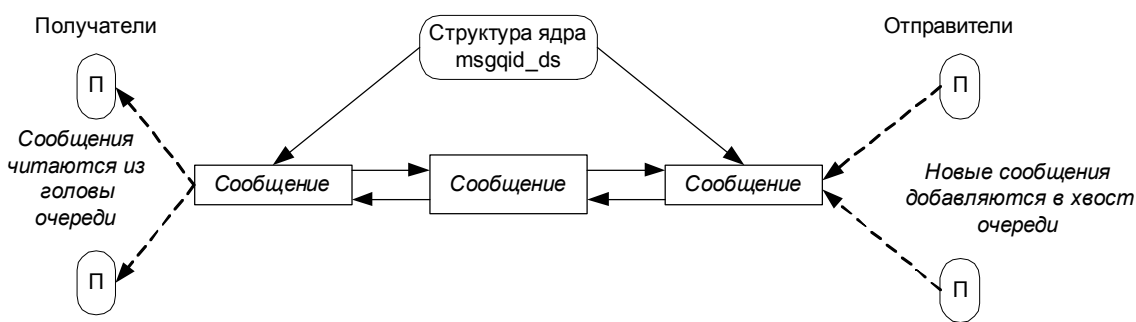 Получатели
Структура ядра
msgqid_ds
Отправители
П
П
Сообщения
читаются из
головы
очереди
Сообщение
Сообщение
Сообщение
Новые сообщения
добавляются в хвост
очереди
П
П